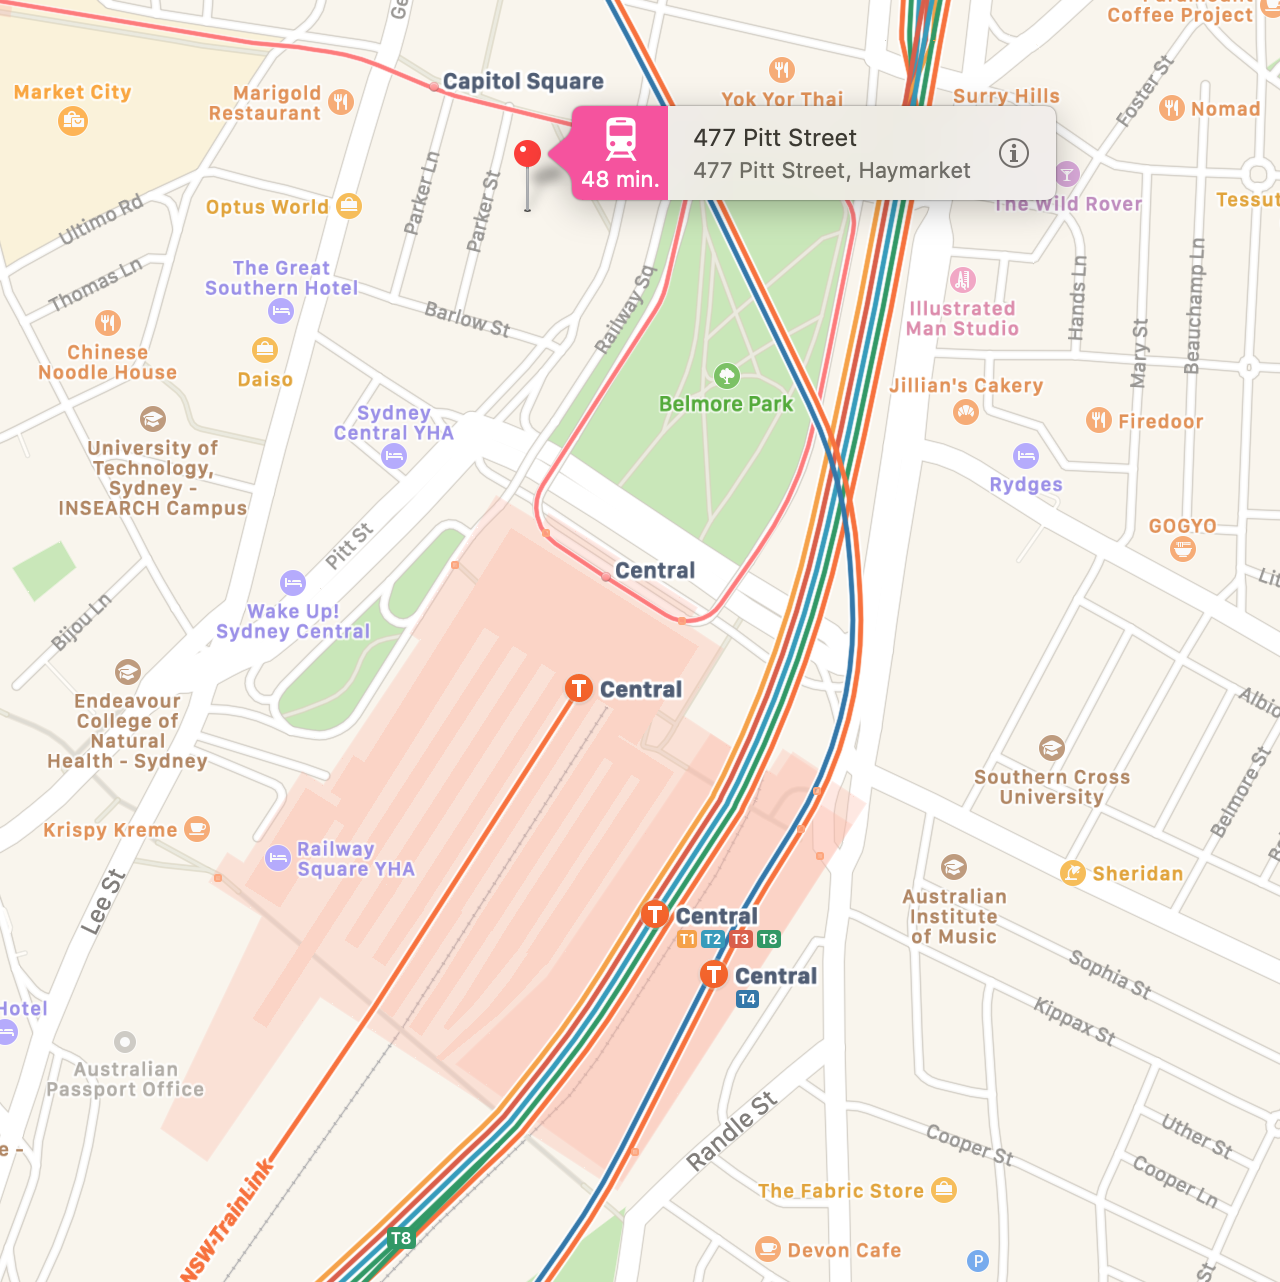 Coffee Project
Market City
Marigold
Restaurant
Capitol Square
Yok Yor Thai
Surry Hills
Foster St
Nomad
48 min.
477 Pitt Street
477 Pitt Street, Haymarket
The Wild Rover
Parker Ln
Parker St
Optus World
Ultimo Rd
Thomas Ln
The Great
Southern Hotel
Barlow St
Railway Sq
Illustrated
Man Studio
Hands Ln
Beauchamp Ln
Mary St
Chinese
Noodle House
Daiso
Belmore Park
Jillian's Cakery
Firedoor
Sydney
Central YHA
University of
Technology,
Sydney -
INSEARCH Campus
Rydges
GOGYO
Pitt St
Central
Wake Up!
Sydney Central
Bijou Ln
T
Central
Endeavour
College of
Natural
Health - Sydney
Southern Cross
University
Belmore St
Krispy Kreme
Railway
Square YHA
Sheridan
Lee St
T
Central
T1 T2 T3 T8
Australian
Institute
of Music
T
Central
T4
Sophia St
Kippax St
Hotel
Australian
Passport Office
Randle St
Cooper St
Uther St
Cooper Ln
NSW-TrainLink
The Fabric Store
T8
Devon Cafe
P